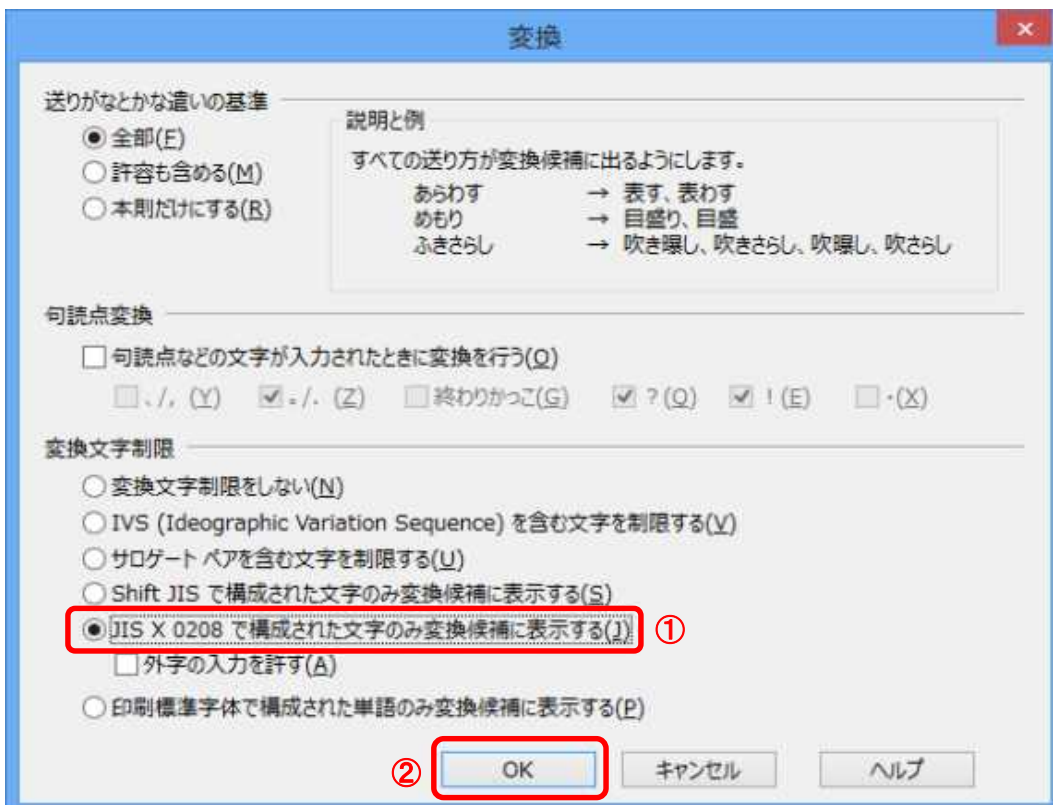 変換
送りがなとかな遣いの基準
全部(F)
許容も含める(M)
本則だけにする(R)
説明と例
すべての送り方が変換候補に出るようにします。
あらわす → 表す、表わす
めもり → 目盛り、目盛
ふきさらし → 吹き曝し、吹きさらし、吹曝し、吹さらし
句読点変換
句読点などの文字が入力されたときに変換を行う(O)
、/, (Y) 。/. (Z) 終わりかっこ(G) ? (Q) ! (E) ・(X)
変換文字制限
変換文字制限をしない(N)
IVS (Ideographic Variation Sequence) を含む文字を制限する(V)
サロゲート ペアを含む文字を制限する(U)
Shift JIS で構成された文字のみ変換候補に表示する(S)
JIS X 0208 で構成された文字のみ変換候補に表示する(J) ①
外字の入力を許す(A)
印刷標準字体で構成された単語のみ変換候補に表示する(P)
② OK キャンセル ヘルプ